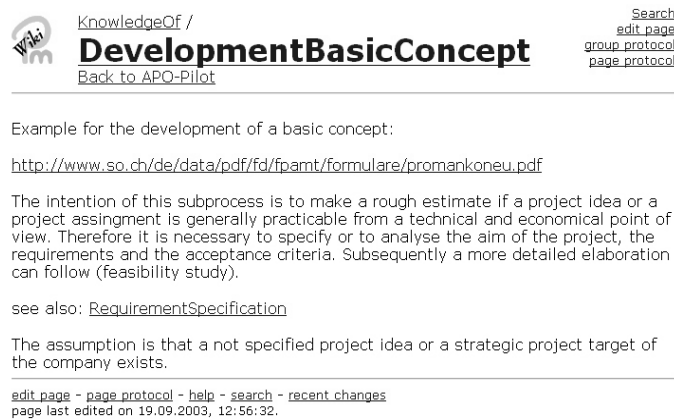 Wiki
KnowledgeOf /
DevelopmentBasicConcept
Back to APO-Pilot
Search
edit page
group protocol
page protocol
Example for the development of a basic concept:
http://www.so.ch/de/data/pdf/fd/fpamt/formulare/promankoneu.pdf
The intention of this subprocess is to make a rough estimate if a project idea or a
project assingment is generally practicable from a technical and economical point of
view. Therefore it is necessary to specify or to analyse the aim of the project, the
requirements and the acceptance criteria. Subsequently a more detailed elaboration
can follow (feasibility study).
see also: RequirementSpecification
The assumption is that a not specified project idea or a strategic project target of
the company exists.
edit page - page protocol - help - search - recent changes
page last edited on 19.09.2003, 12:56:32.